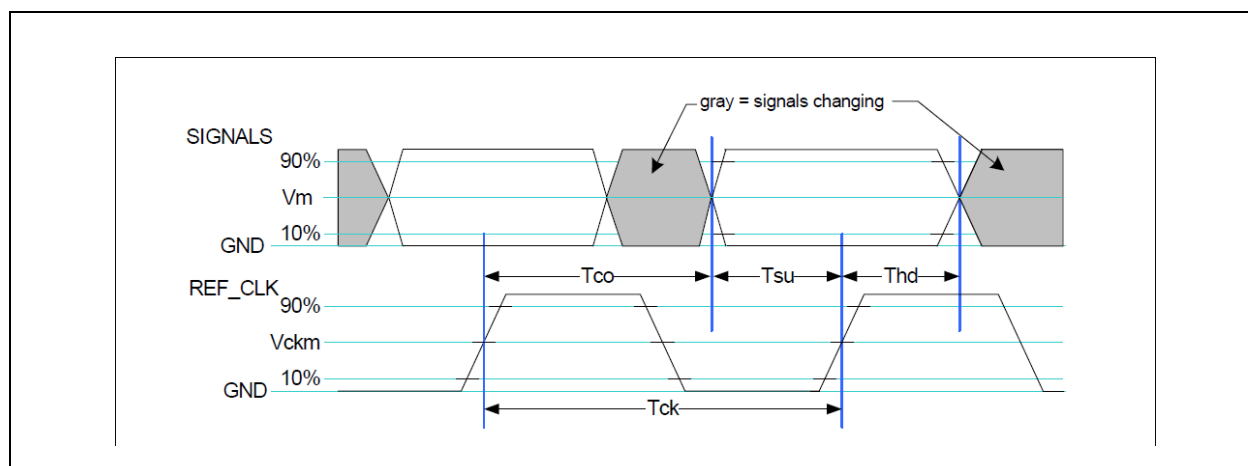 gray = signals changing
SIGNALS
90%
Vm
10%
GND
Tco
Tsu
Thd
REF_CLK
90%
Vckm
10%
GND
Tck